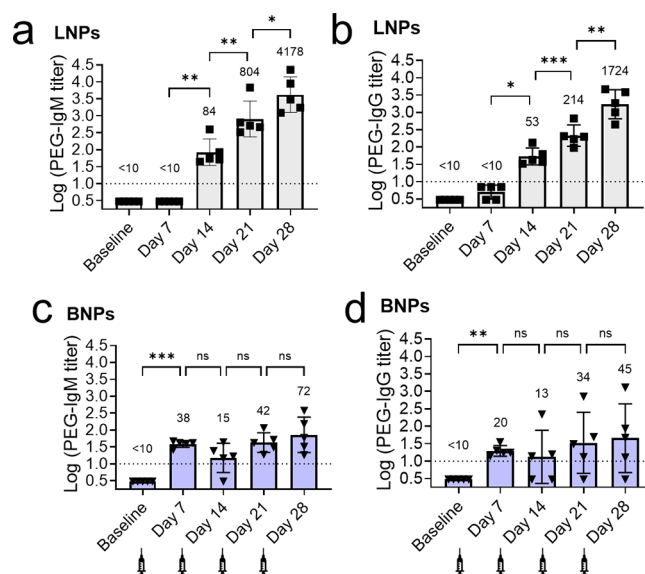 a LNPs
Log (PEG-IgM titer)
4.5
4.0
3.5
3.0
2.5
2.0
1.5
1.0
0.5
<10
<10
84
804
4178
**
**
*
Baseline
Day 7
Day 14
Day 21
Day 28
b LNPs
Log (PEG-IgG titer)
4.5
4.0
3.5
3.0
2.5
2.0
1.5
1.0
0.5
<10
<10
53
214
1724
*
***
**
Baseline
Day 7
Day 14
Day 21
Day 28
c BNPs
Log (PEG-IgM titer)
4.5
4.0
3.5
3.0
2.5
2.0
1.5
1.0
0.5
<10
38
15
42
72
***
ns
ns
ns
Baseline
Day 7
Day 14
Day 21
Day 28
d BNPs
Log (PEG-IgG titer)
4.5
4.0
3.5
3.0
2.5
2.0
1.5
1.0
0.5
<10
20
13
34
45
**
ns
ns
ns
Baseline
Day 7
Day 14
Day 21
Day 28